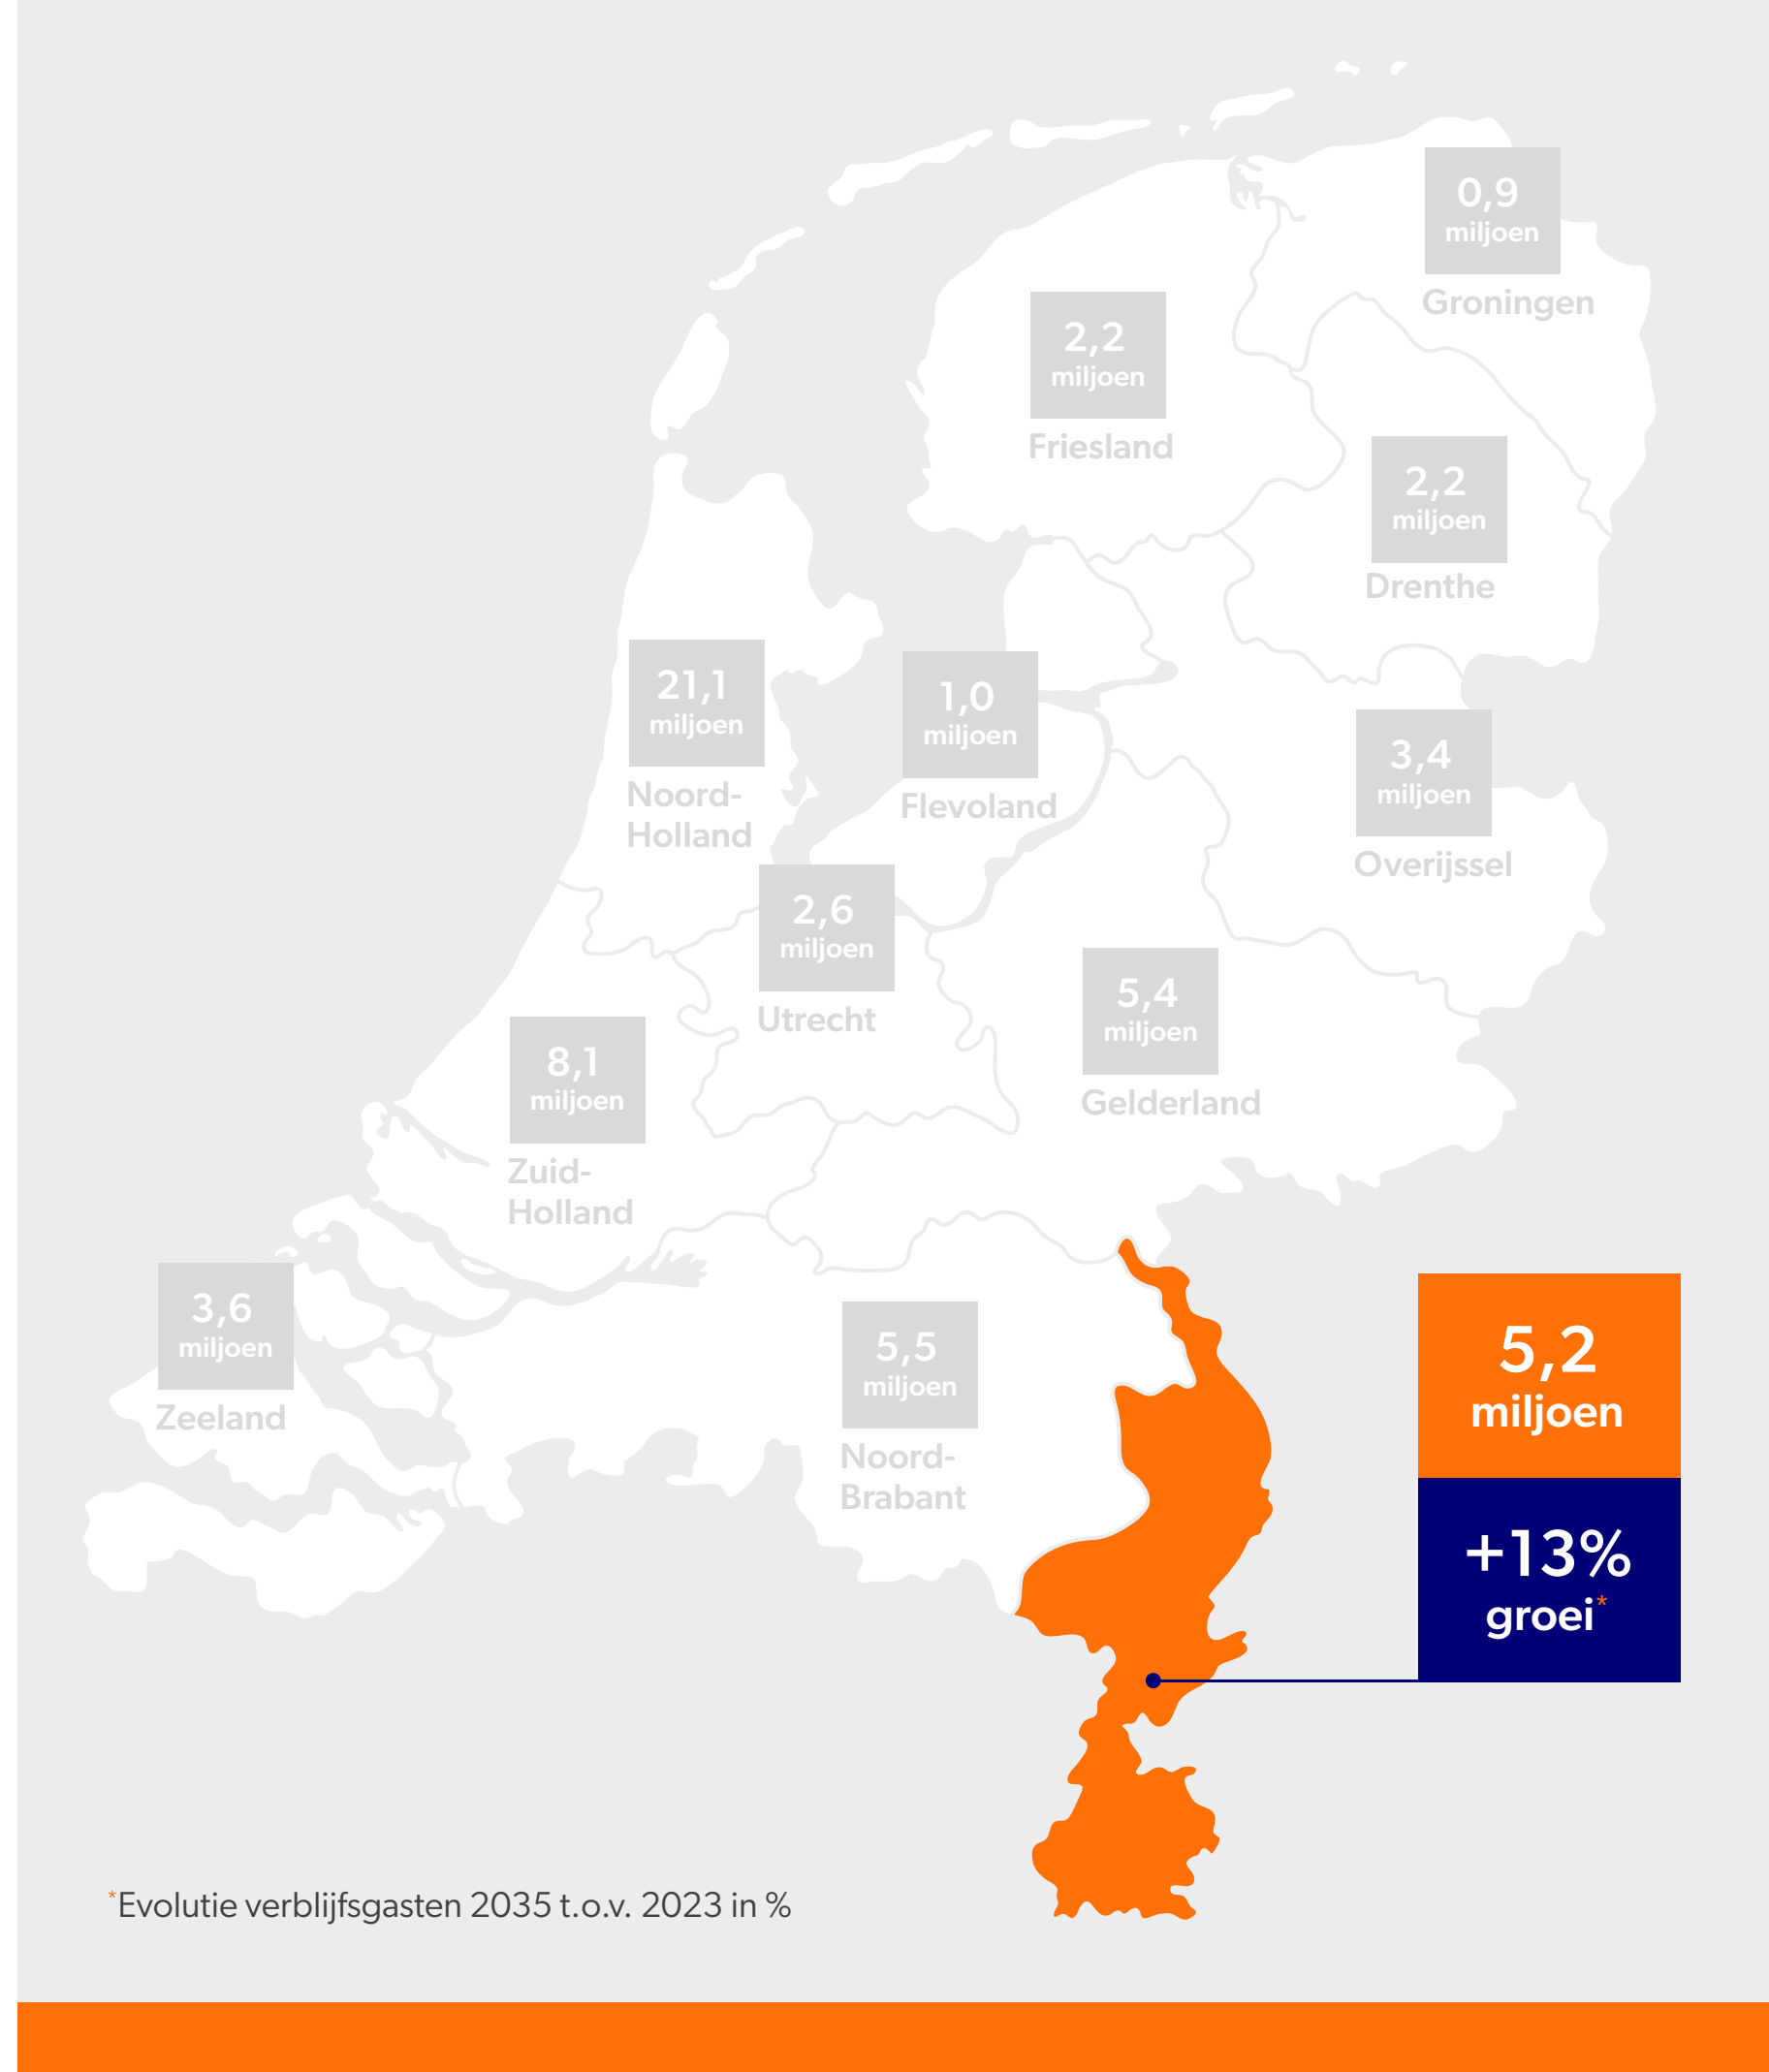 0,9
miljoen
Groningen
2,2
miljoen
Friesland
2,2
miljoen
Drenthe
21,1
miljoen
Noord-
Holland
1,0
miljoen
Flevoland
3,4
miljoen
Overijssel
2,6
miljoen
Utrecht
5,4
miljoen
Gelderland
8,1
miljoen
Zuid-
Holland
3,6
miljoen
Zeeland
5,5
miljoen
Noord-
Brabant
5,2
miljoen
+13%
groei*
*Evolutie verblijfsgasten 2035 t.o.v. 2023 in %